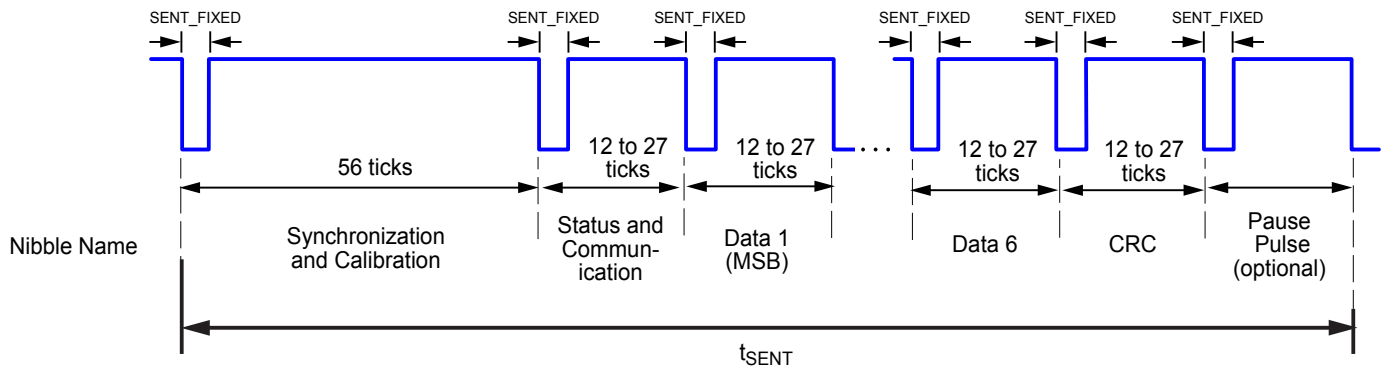 SENT_FIXED SENT_FIXED SENT_FIXED SENT_FIXED SENT_FIXED SENT_FIXED
56 ticks
12 to 27
ticks
12 to 27
ticks
. . .
12 to 27
ticks
12 to 27
ticks
Nibble Name
Synchronization
and Calibration
Status and
Commun-
ication
Data 1
(MSB)
Data 6
CRC
Pause
Pulse
(optional)
tSENT